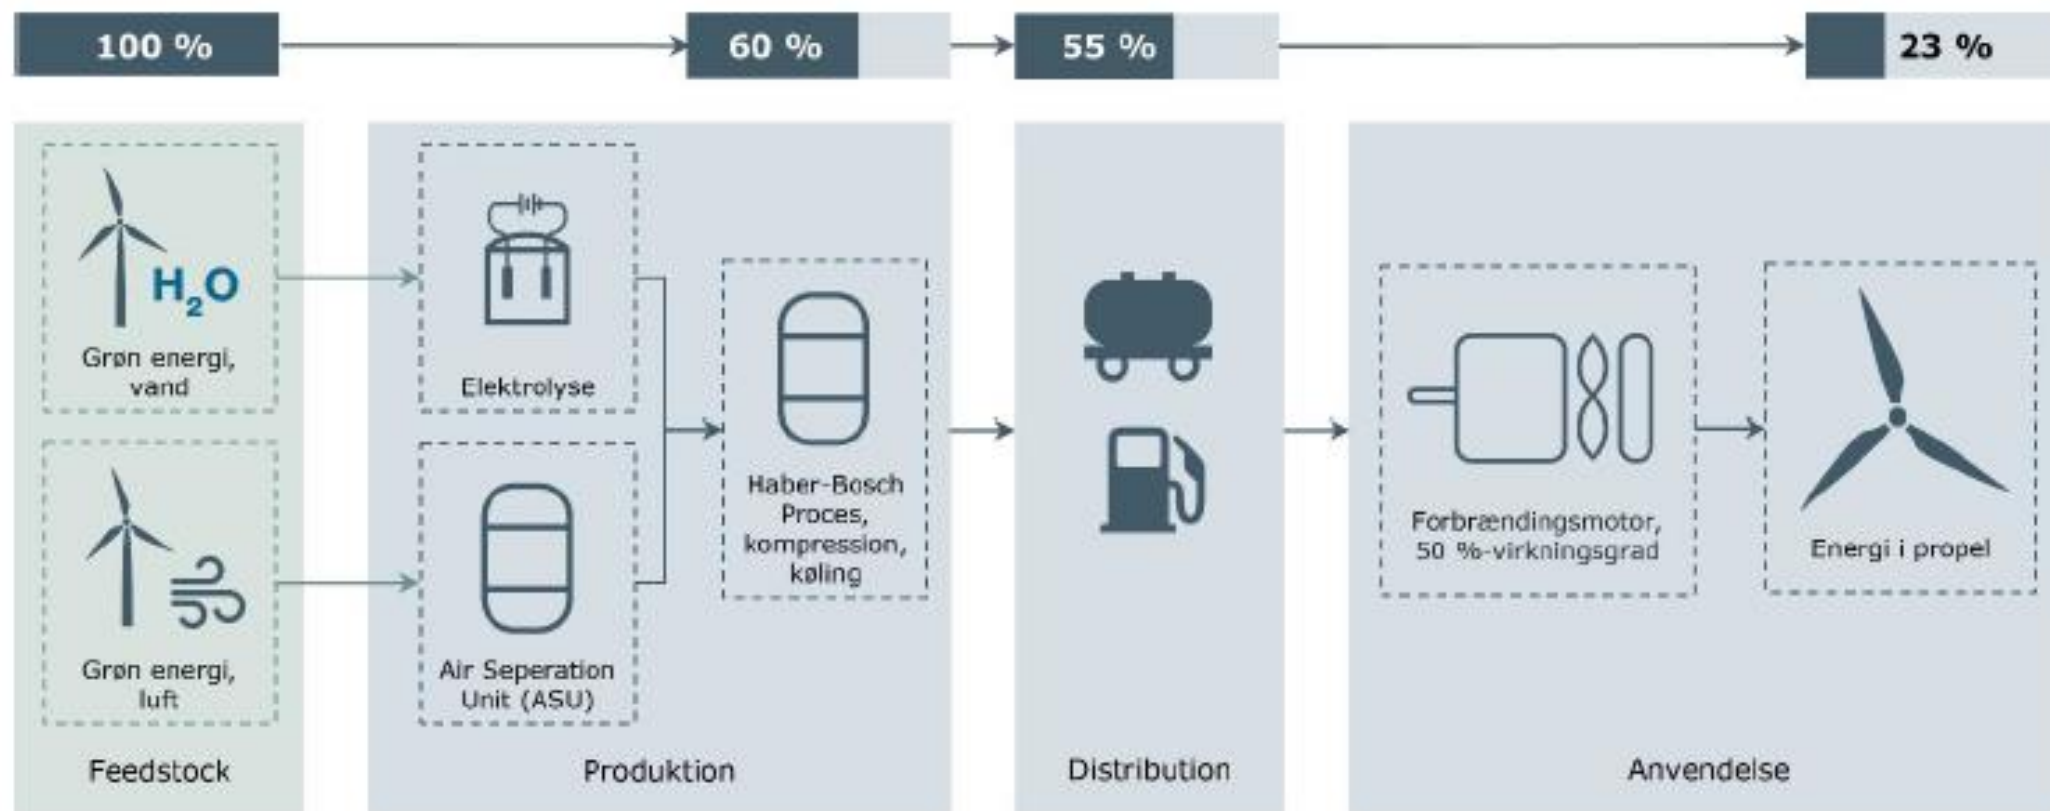 100 %
60 %
55 %
23 %
H₂O
Grøn energi,
vand
Grøn energi,
luft
Feedstock
Elektrolyse
Air Seperation
Unit (ASU)
Haber-Bosch
Proces,
kompression,
køling
Produktion
Distribution
Forbrændingsmotor,
50 %-virkningsgrad
Energi i propel
Anvendelse